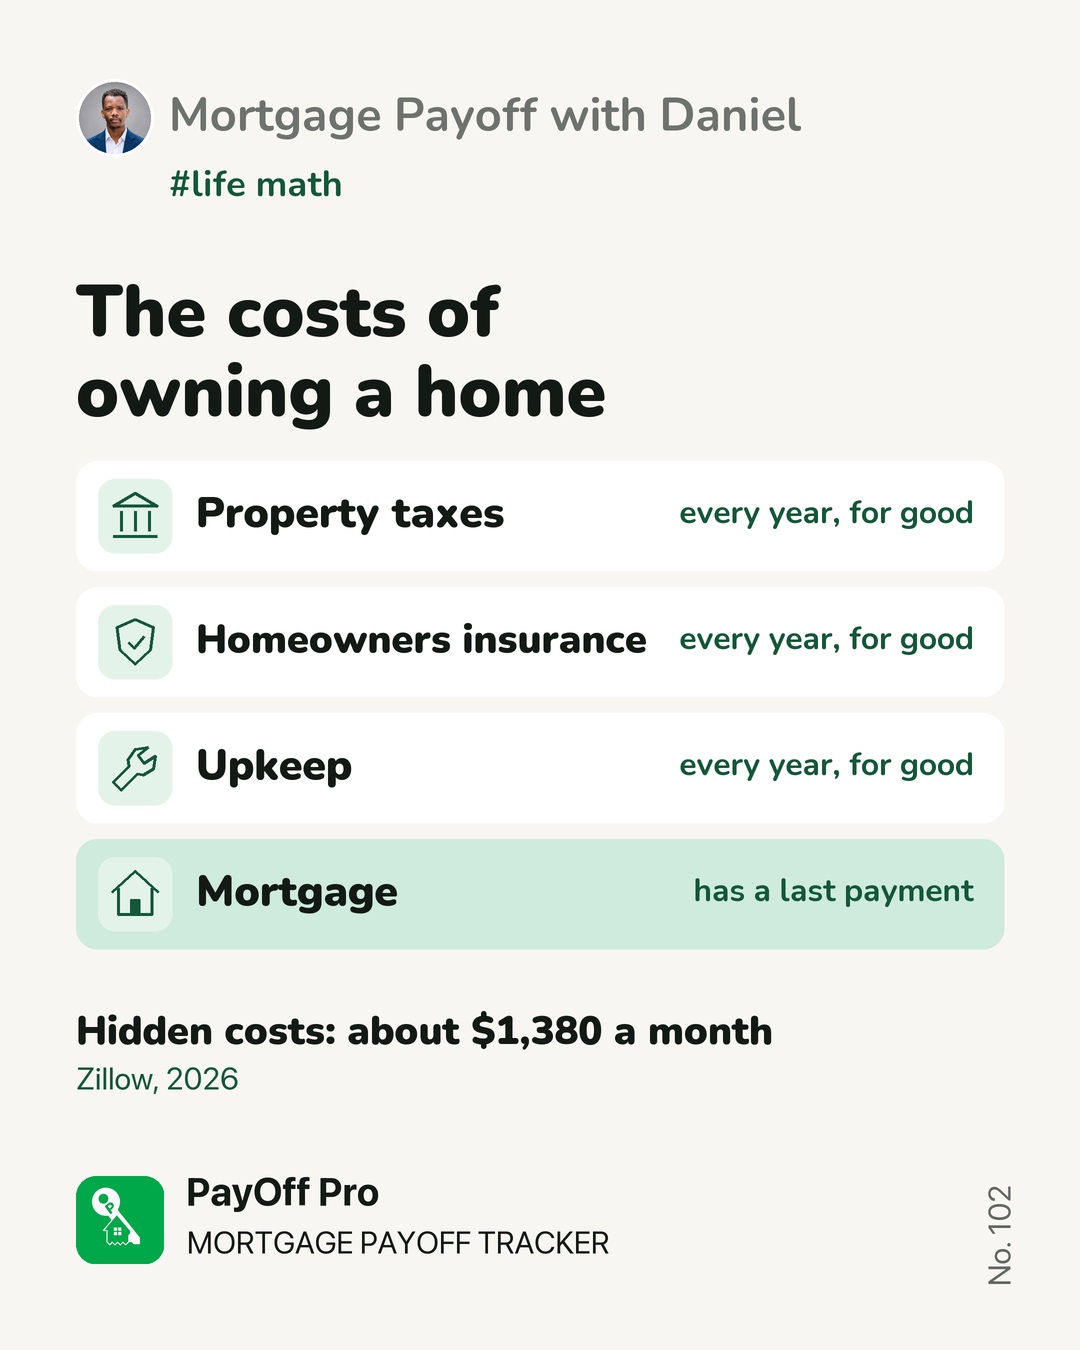 Mortgage Payoff with Daniel
#life math
The costs of
owning a home
Property taxes every year, for good
Homeowners insurance every year, for good
Upkeep every year, for good
Mortgage has a last payment
Hidden costs: about $1,380 a month
Zillow, 2026
PayOff Pro
MORTGAGE PAYOFF TRACKER
No. 102